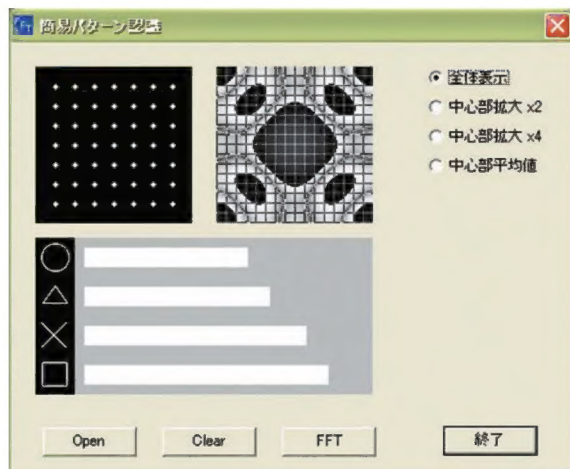 簡易パターン認識
全体表示
中心部拡大 x2
中心部拡大 x4
中心部平均値
Open
Clear
FFT
終了